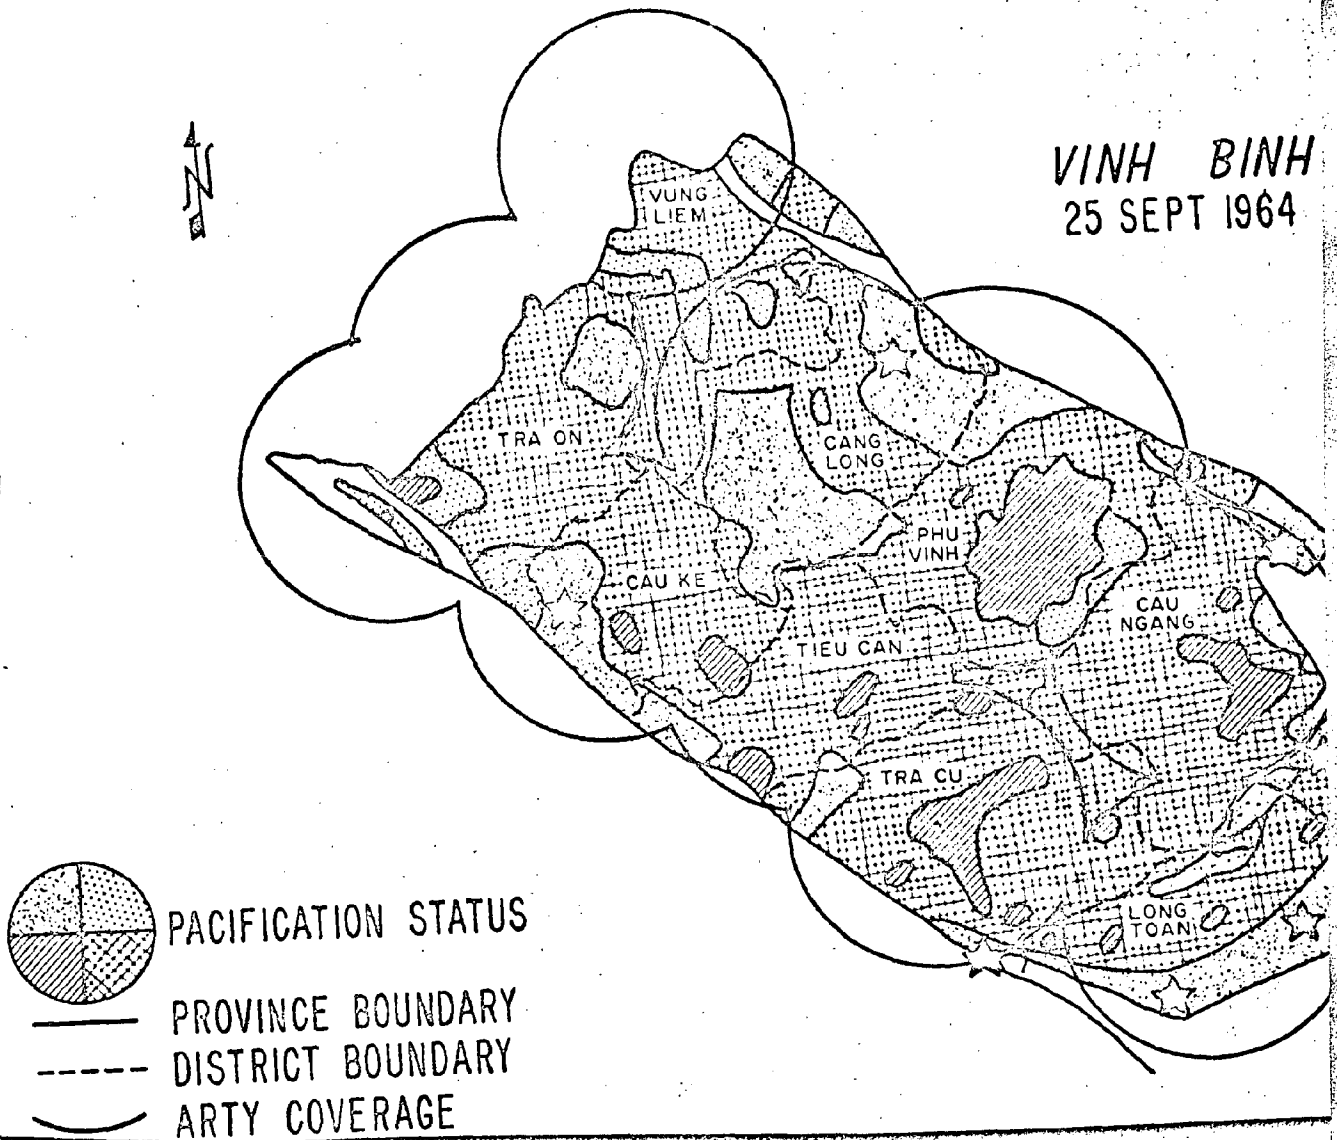 N
VINH BINH
25 SEPT 1964
VUNG
LIEM
TRA ON
CANG
LONG
PHU
VINH
CAU KE
CAU
NGANG
TIEU CAN
TRA CU
LONG
TOAN
PACIFICATION STATUS
PROVINCE BOUNDARY
DISTRICT BOUNDARY
ARTY COVERAGE